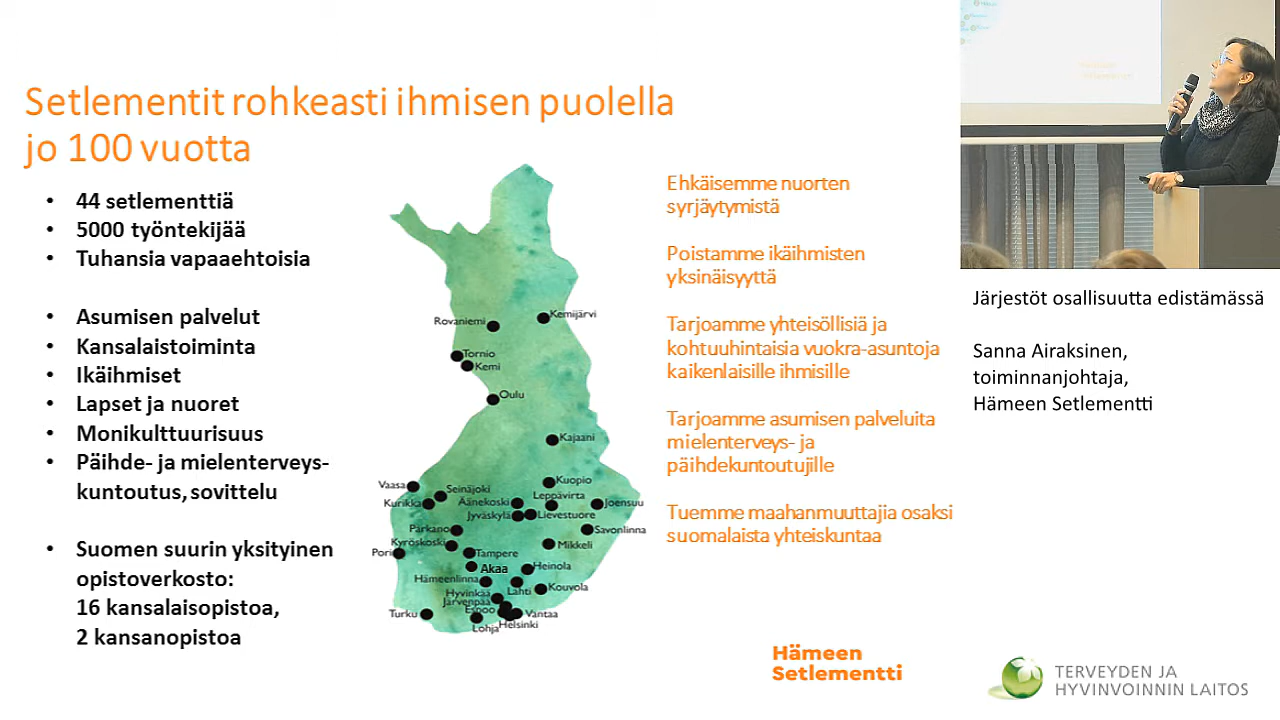 Setlementit rohkeasti ihmisen puolella
jo 100 vuotta
• 44 setlementtiä
• 5000 työntekijää
• Tuhansia vapaaehtoisia
• Asumisen palvelut
• Kansalaistoiminta
• Ikäihmiset
• Lapset ja nuoret
• Monikulttuurisuus
• Päihde- ja mielenterveys-
kuntoutus, sovittelu
• Suomen suurin yksityinen
opistoverkosto:
16 kansalaisopistoa,
2 kansanopistoa
Rovaniemi
Kemijärvi
Tornio
Kemi
Oulu
Kajaani
Vaasa
Seinäjoki
Kuopio
Kurikka
Äänekoski
Leppävirta
Joensuu
Jyväskylä
Lievestuore
Parkano
Savonlinna
Kyröskoski
Mikkeli
Pori
Tampere
Akaa
Heinola
Hämeenlinna
Lahti
Kouvola
Hyvinkää
Järvenpää
Espoo
Vantaa
Turku
Lohja
Helsinki
Ehkäisemme nuorten
syrjäytymistä
Poistamme ikäihmisten
yksinäisyyttä
Tarjoamme yhteisöllisiä ja
kohtuuhintaisia vuokra-asuntoja
kaikenlaisille ihmisille
Tarjoamme asumisen palveluita
mielenterveys- ja
päihdekuntoutujille
Tuemme maahanmuuttajia osaksi
suomalaista yhteiskuntaa
Hämeen
Setlementti
Järjestöt osallisuutta edistämässä
Sanna Airaksinen,
toiminnanjohtaja,
Hämeen Setlementti
TERVEYDEN JA
HYVINVOINNIN LAITOS